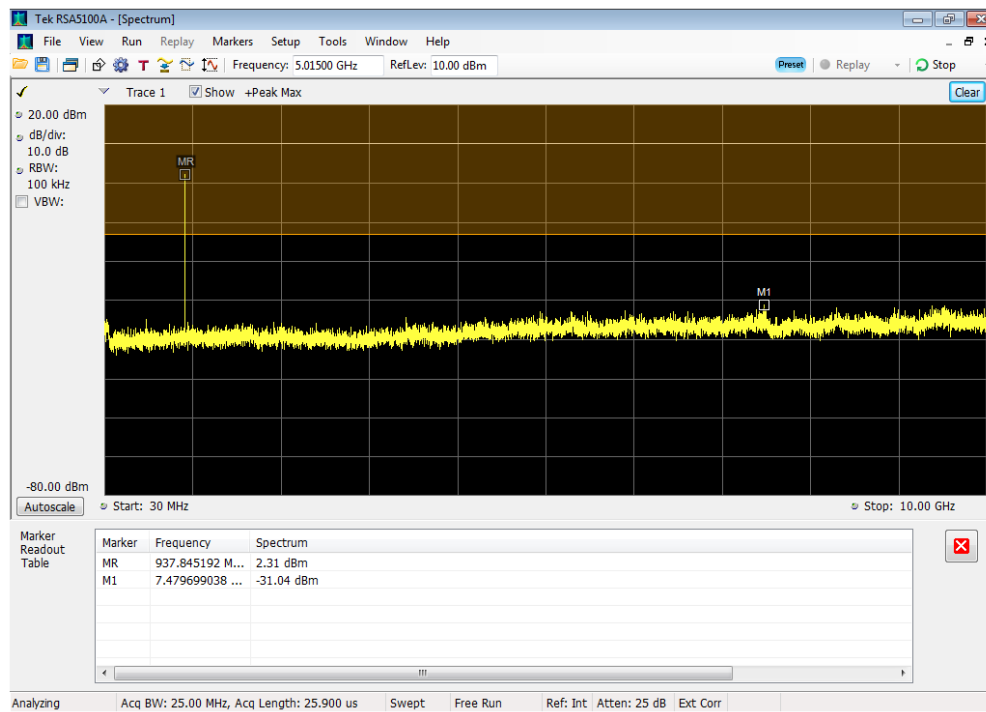 Tek RSA5100A - [Spectrum]
File View Run Replay Markers Setup Tools Window Help
T Frequency: 5.01500 GHz RefLev: 10.00 dBm Preset Replay Stop
Trace 1 Show +Peak Max Clear
20.00 dBm
dB/div:
10.0 dB
RBW:
100 kHz
VBW:
MR
M1
-80.00 dBm
Autoscale Start: 30 MHz Stop: 10.00 GHz
Marker Readout Table
Marker Frequency Spectrum
MR 937.845192 M... 2.31 dBm
M1 7.479699038 ... -31.04 dBm
Analyzing Acq BW: 25.00 MHz, Acq Length: 25.900 us Swept Free Run Ref: Int Atten: 25 dB Ext Corr